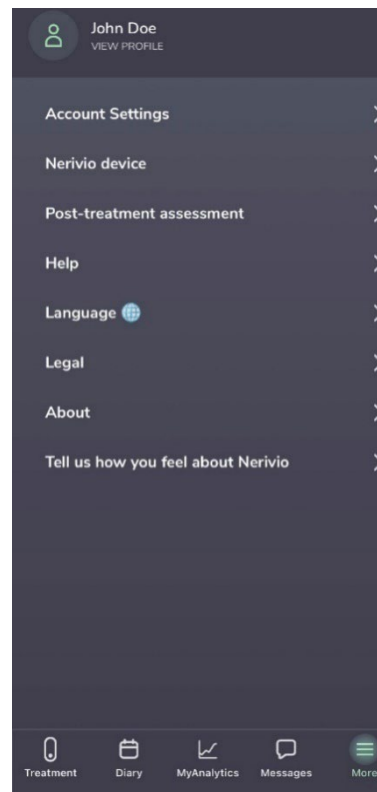 John Doe
VIEW PROFILE
Account Settings
Nerivio device
Post-treatment assessment
Help
Language
Legal
About
Tell us how you feel about Nerivio
Treatment Diary MyAnalytics Messages More